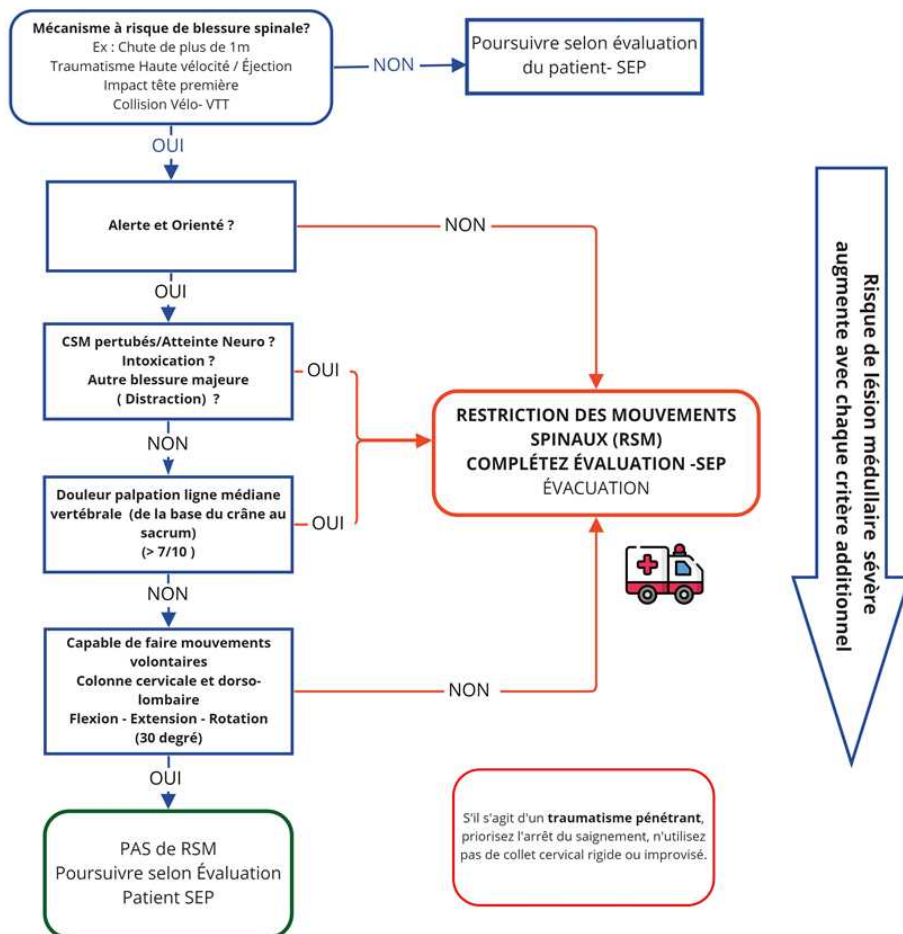 Mécanisme à risque de blessure spinale?
Ex : Chute de plus de 1m
Traumatisme Haute vélocité / Éjection
Impact tête première
Collision Vélo- VTT
NON
Poursuivre selon évaluation
du patient- SEP
OUI
Alerte et Orienté ?
NON
OUI
CSM pertubés/Atteinte Neuro ?
Intoxication ?
Autre blessure majeure
( Distraction) ?
OUI
NON
Douleur palpation ligne médiane
vertébrale (de la base du crâne au
sacrum)
(> 7/10 )
OUI
NON
Capable de faire mouvements
volontaires
Colonne cervicale et dorso-
lombaire
Flexion - Extension - Rotation
(30 degré)
NON
OUI
PAS de RSM
Poursuivre selon Évaluation
Patient SEP
RESTRICTION DES MOUVEMENTS
SPINAUX (RSM)
COMPLÉTEZ ÉVALUATION -SEP
ÉVACUATION
S'il s'agit d'un traumatisme pénétrant,
priorisez l'arrêt du saignement, n'utilisez
pas de collet cervical rigide ou improvisé.
Risque de lésion médullaire sévère
augmente avec chaque critère additionnel